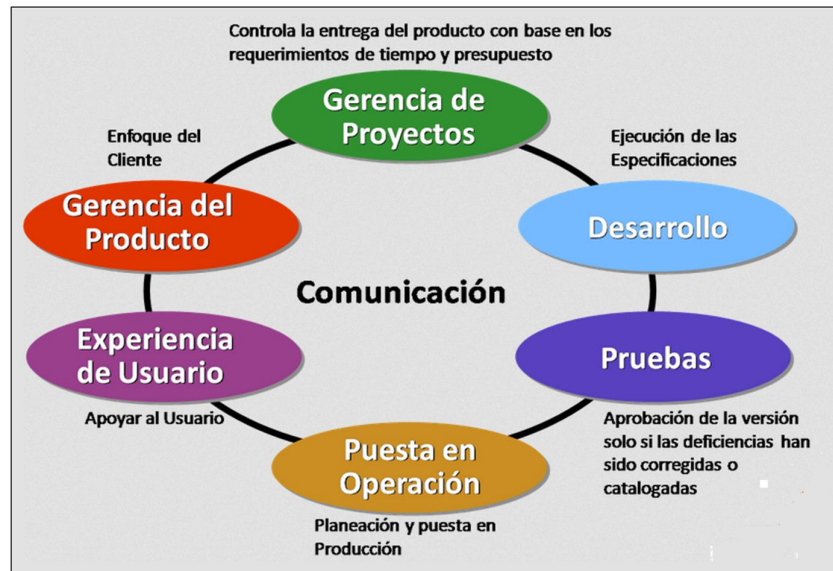 Controla la entrega del producto con base en los
requerimientos de tiempo y presupuesto
Gerencia de
Proyectos
Enfoque del
Cliente
Ejecución de las
Especificaciones
Gerencia del
Producto
Desarrollo
Comunicación
Experiencia
de Usuario
Pruebas
Apoyar al Usuario
Aprobación de la versión
solo si las deficiencias han
sido corregidas o
catalogadas
Puesta en
Operación
Planeación y puesta en
Producción